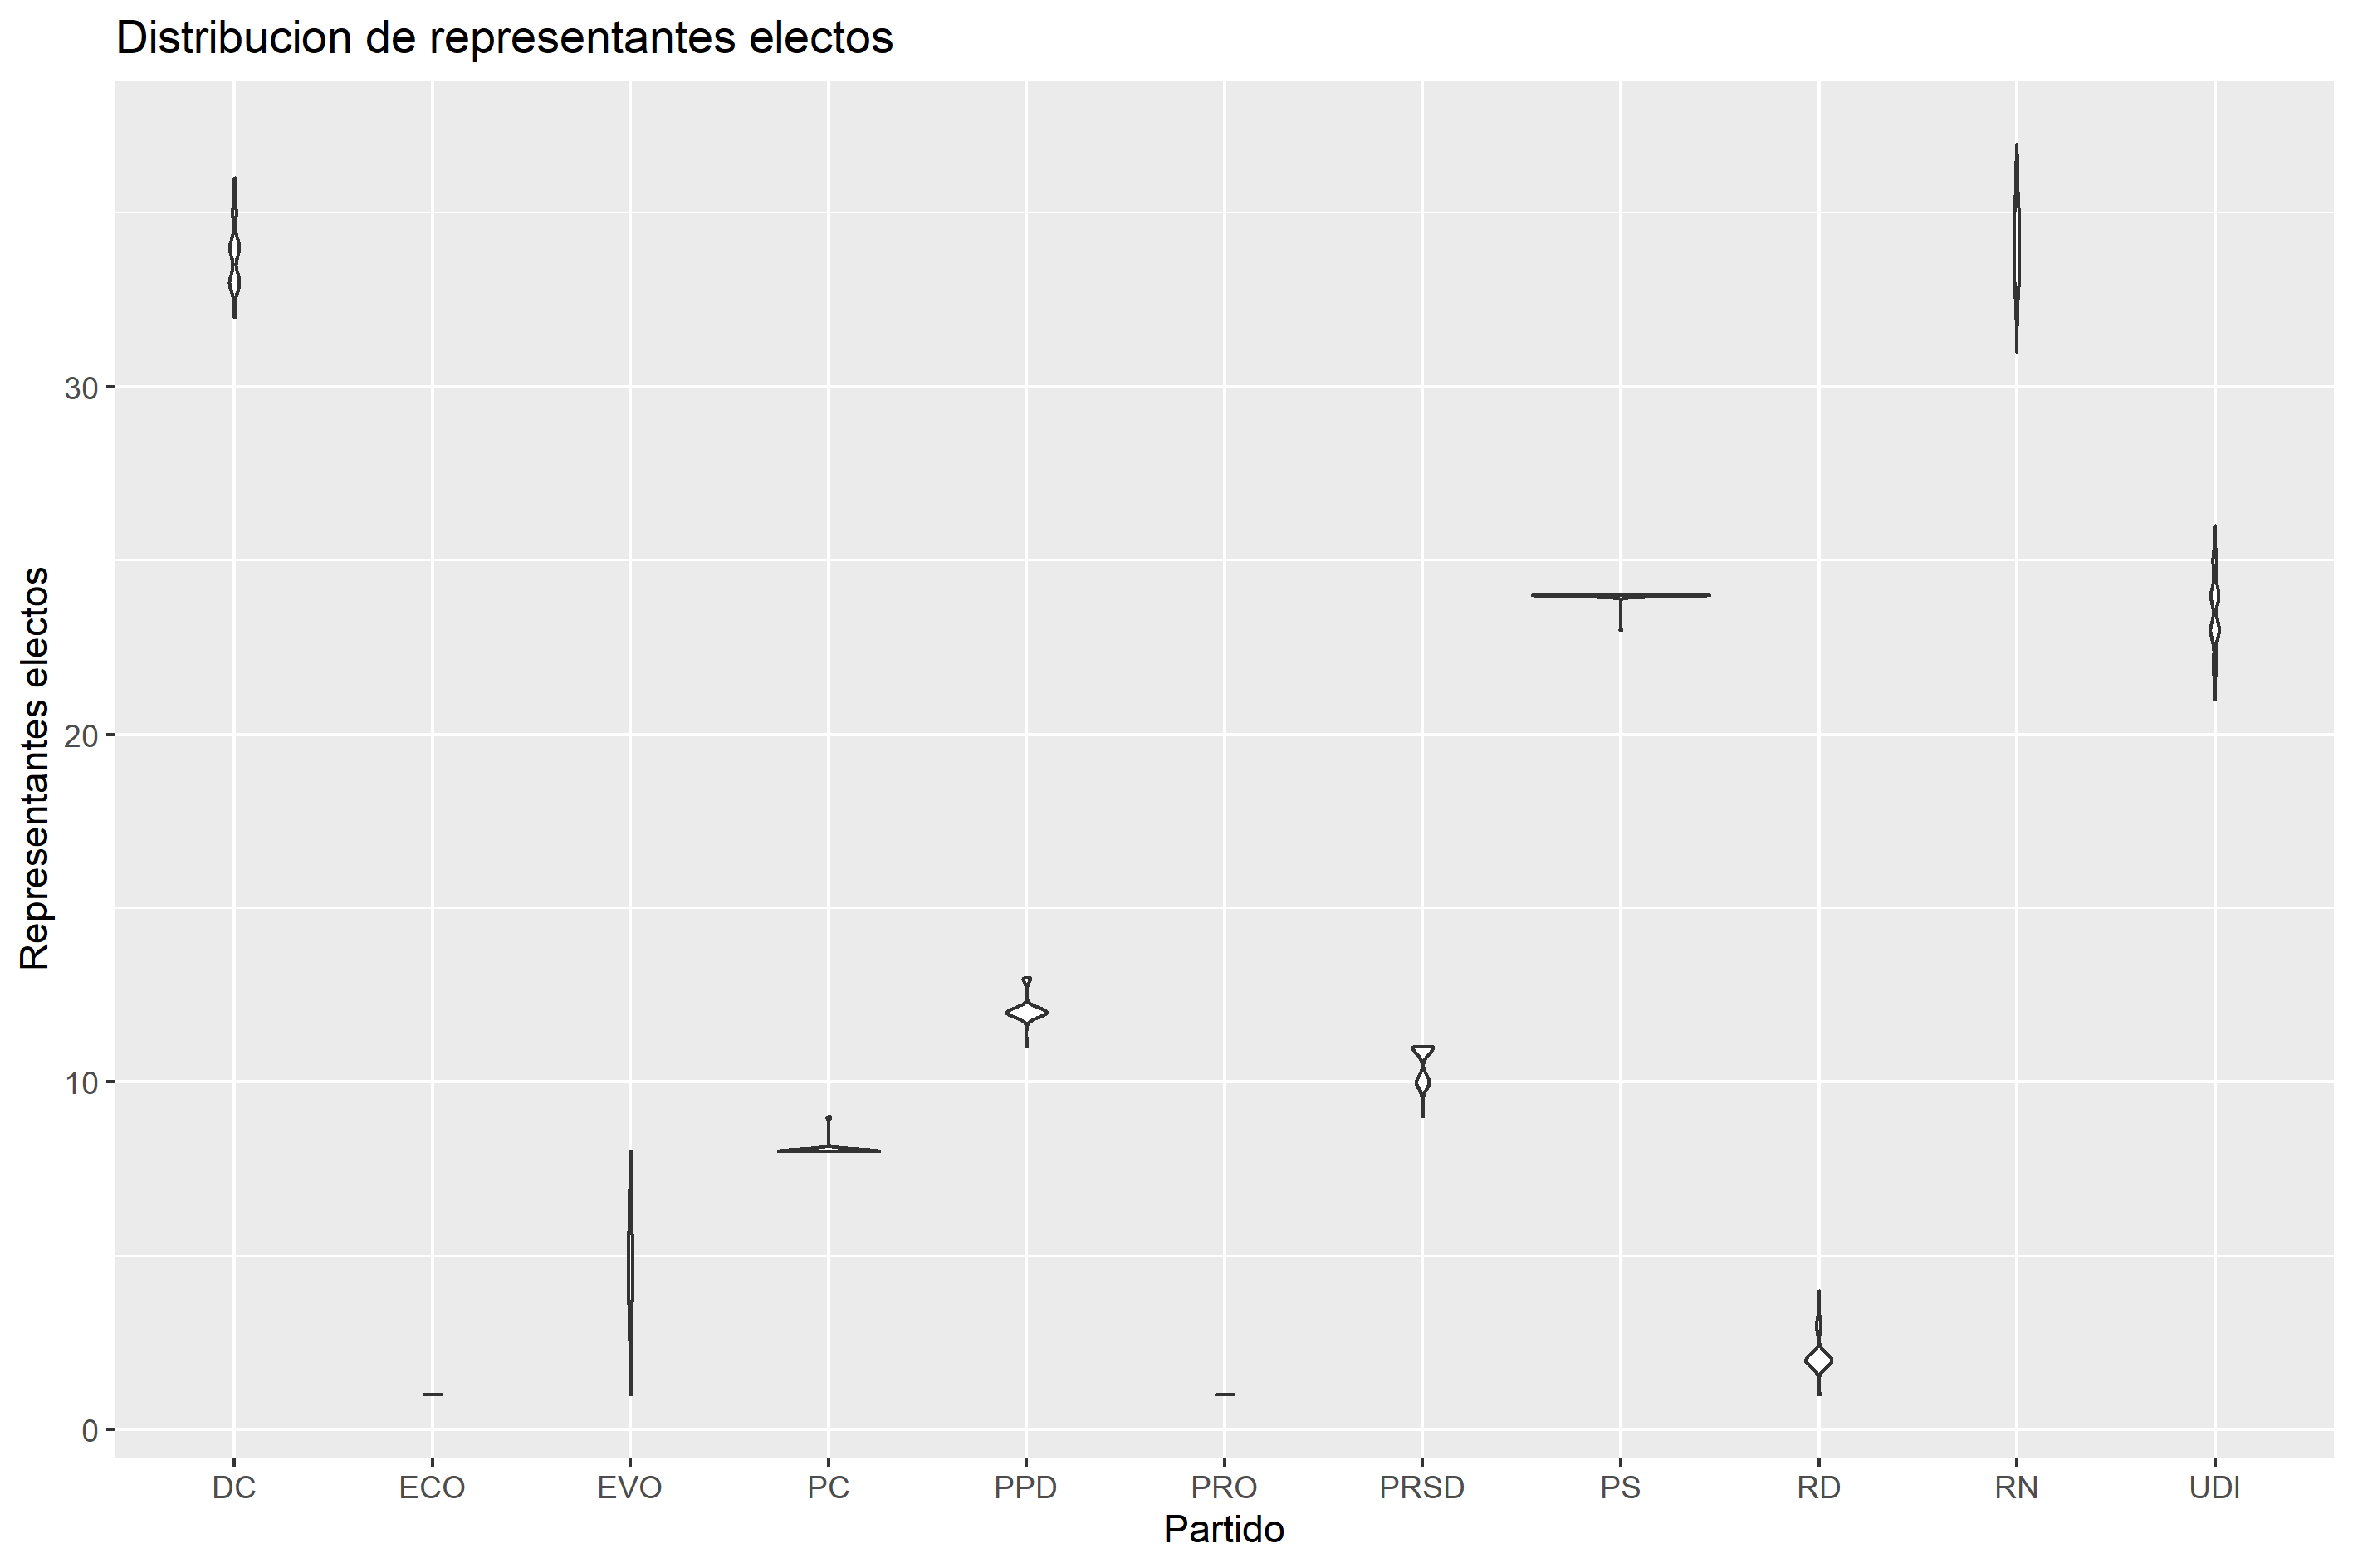 Distribucion de representantes electos
Representantes electos
30
20
10
0
DC ECO EVO PC PPD PRO PRSD PS RD RN UDI
Partido